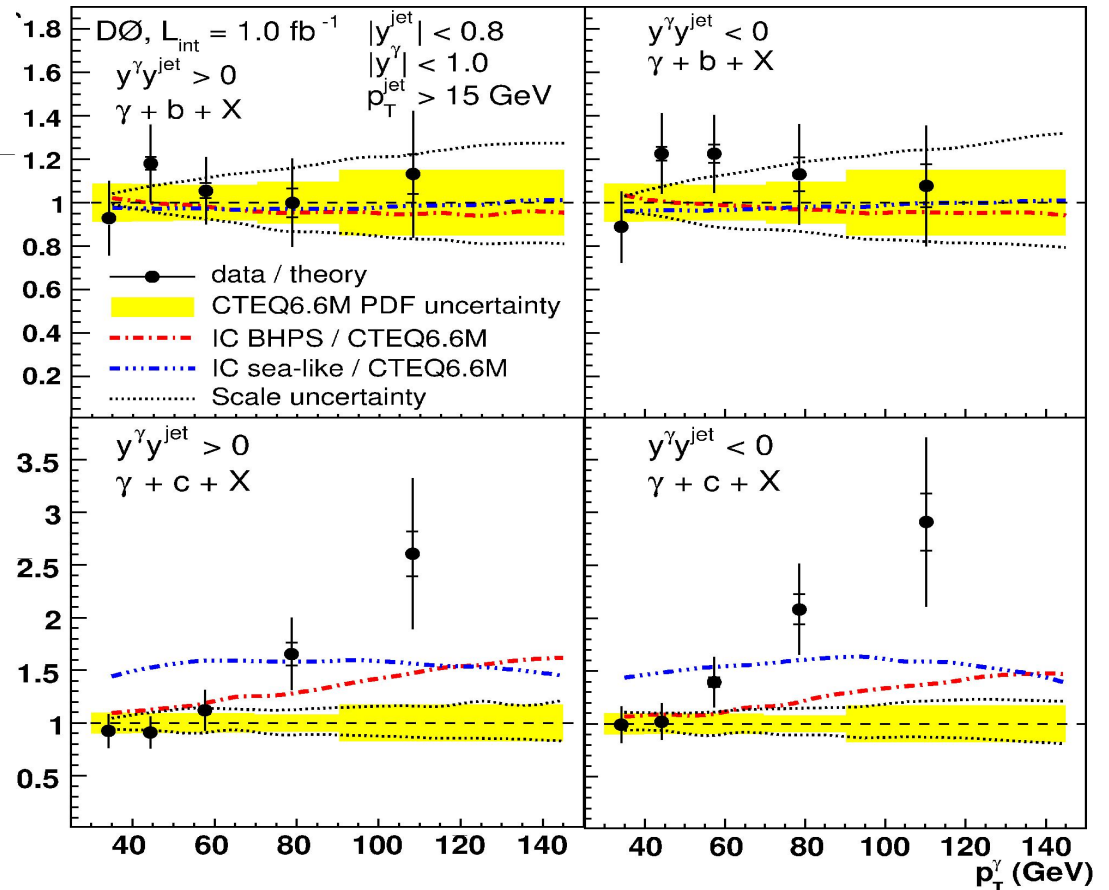 DØ, L_int = 1.0 fb⁻¹
|y^jet| < 0.8
|y^γ| < 1.0
p_T^jet > 15 GeV
y^γ y^jet > 0
γ + b + X
y^γ y^jet < 0
γ + b + X
1.8
1.6
1.4
1.2
1
0.8
0.6
0.4
0.2
data / theory
CTEQ6.6M PDF uncertainty
IC BHPS / CTEQ6.6M
IC sea-like / CTEQ6.6M
Scale uncertainty
y^γ y^jet > 0
γ + c + X
y^γ y^jet < 0
γ + c + X
3.5
3
2.5
2
1.5
1
0.5
40 60 80 100 120 140
40 60 80 100 120 140
p_T^γ (GeV)